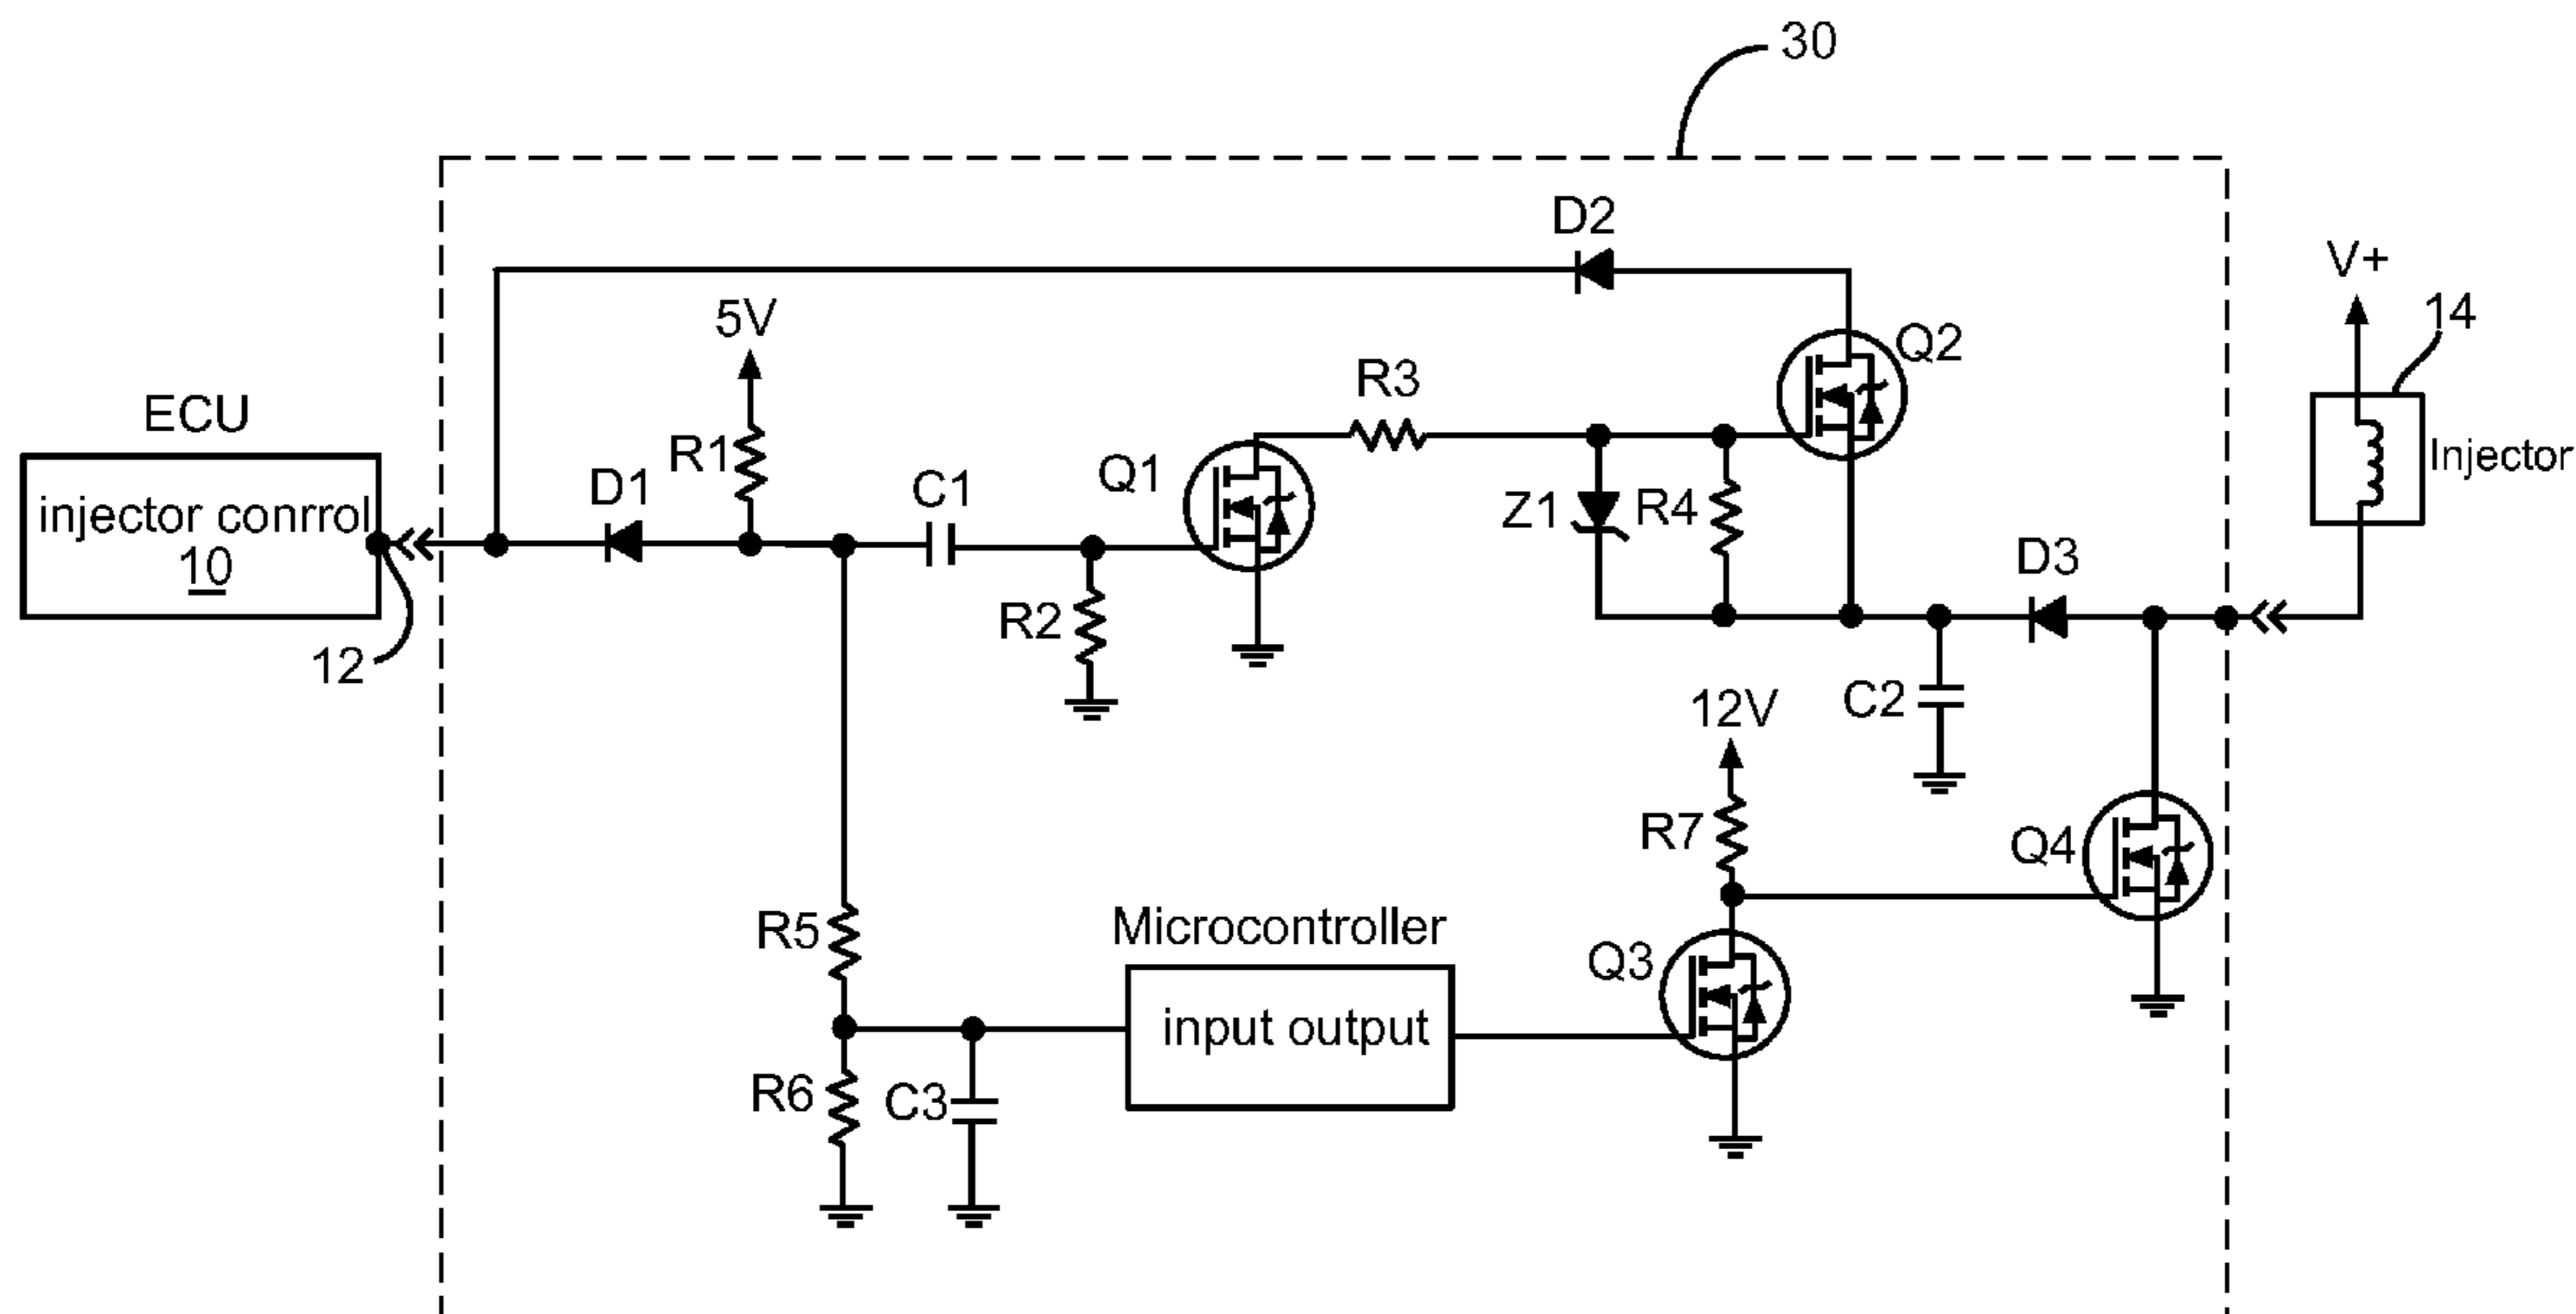 30
D2
V+
14
5V
Q2
R3
ECU
R1
Injector
D1
C1
Q1
injector conrrol
10
Z1
R4
D3
R2
12
C2
12V
R7
Q4
R5
Microcontroller
Q3
input output
R6
C3